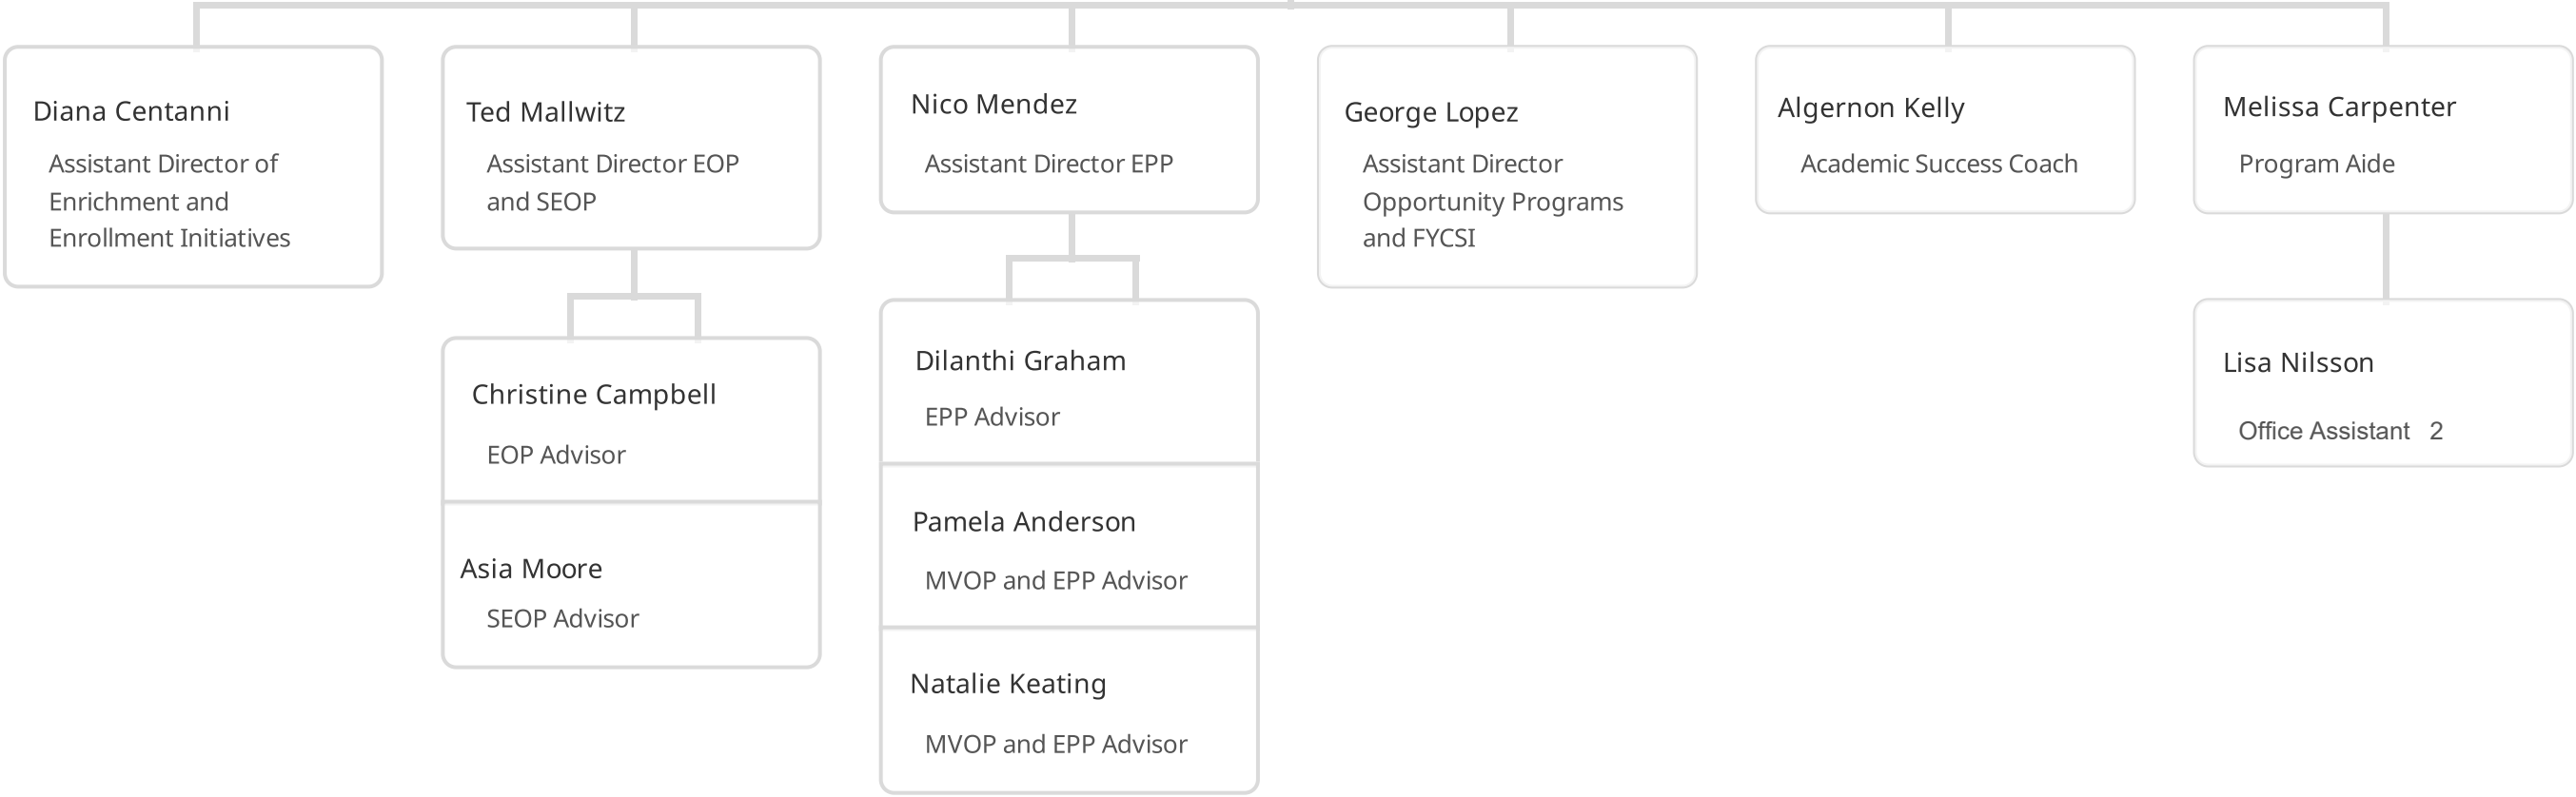 Diana Centanni
Assistant Director of
Enrichment and
Enrollment Initiatives
Ted Mallwitz
Assistant Director EOP
and SEOP
Christine Campbell
EOP Advisor
Asia Moore
SEOP Advisor
Nico Mendez
Assistant Director EPP
Dilanthi Graham
EPP Advisor
Pamela Anderson
MVOP and EPP Advisor
Natalie Keating
MVOP and EPP Advisor
George Lopez
Assistant Director
Opportunity Programs
and FYCSI
Algernon Kelly
Academic Success Coach
Melissa Carpenter
Program Aide
Lisa Nilsson
Office Assistant 2